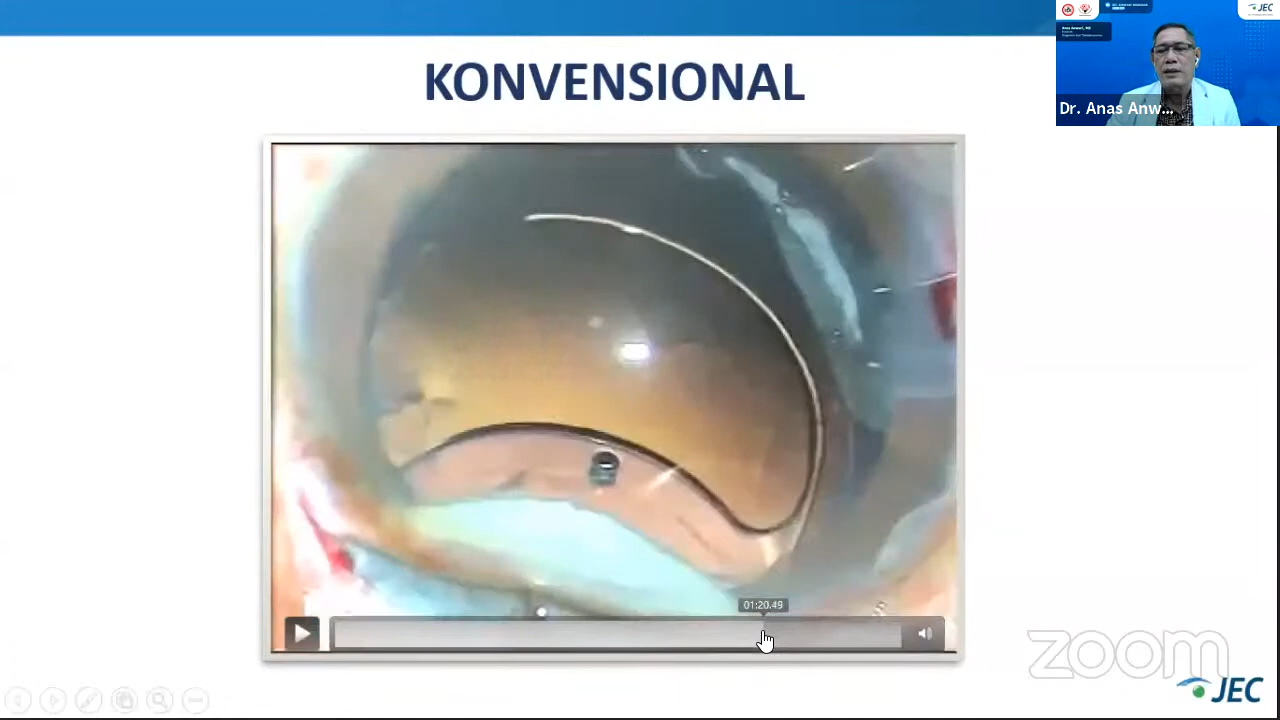 KONVENSIONAL
JEC
Dr. Anas Anw...
01:20.49
zoom
JEC